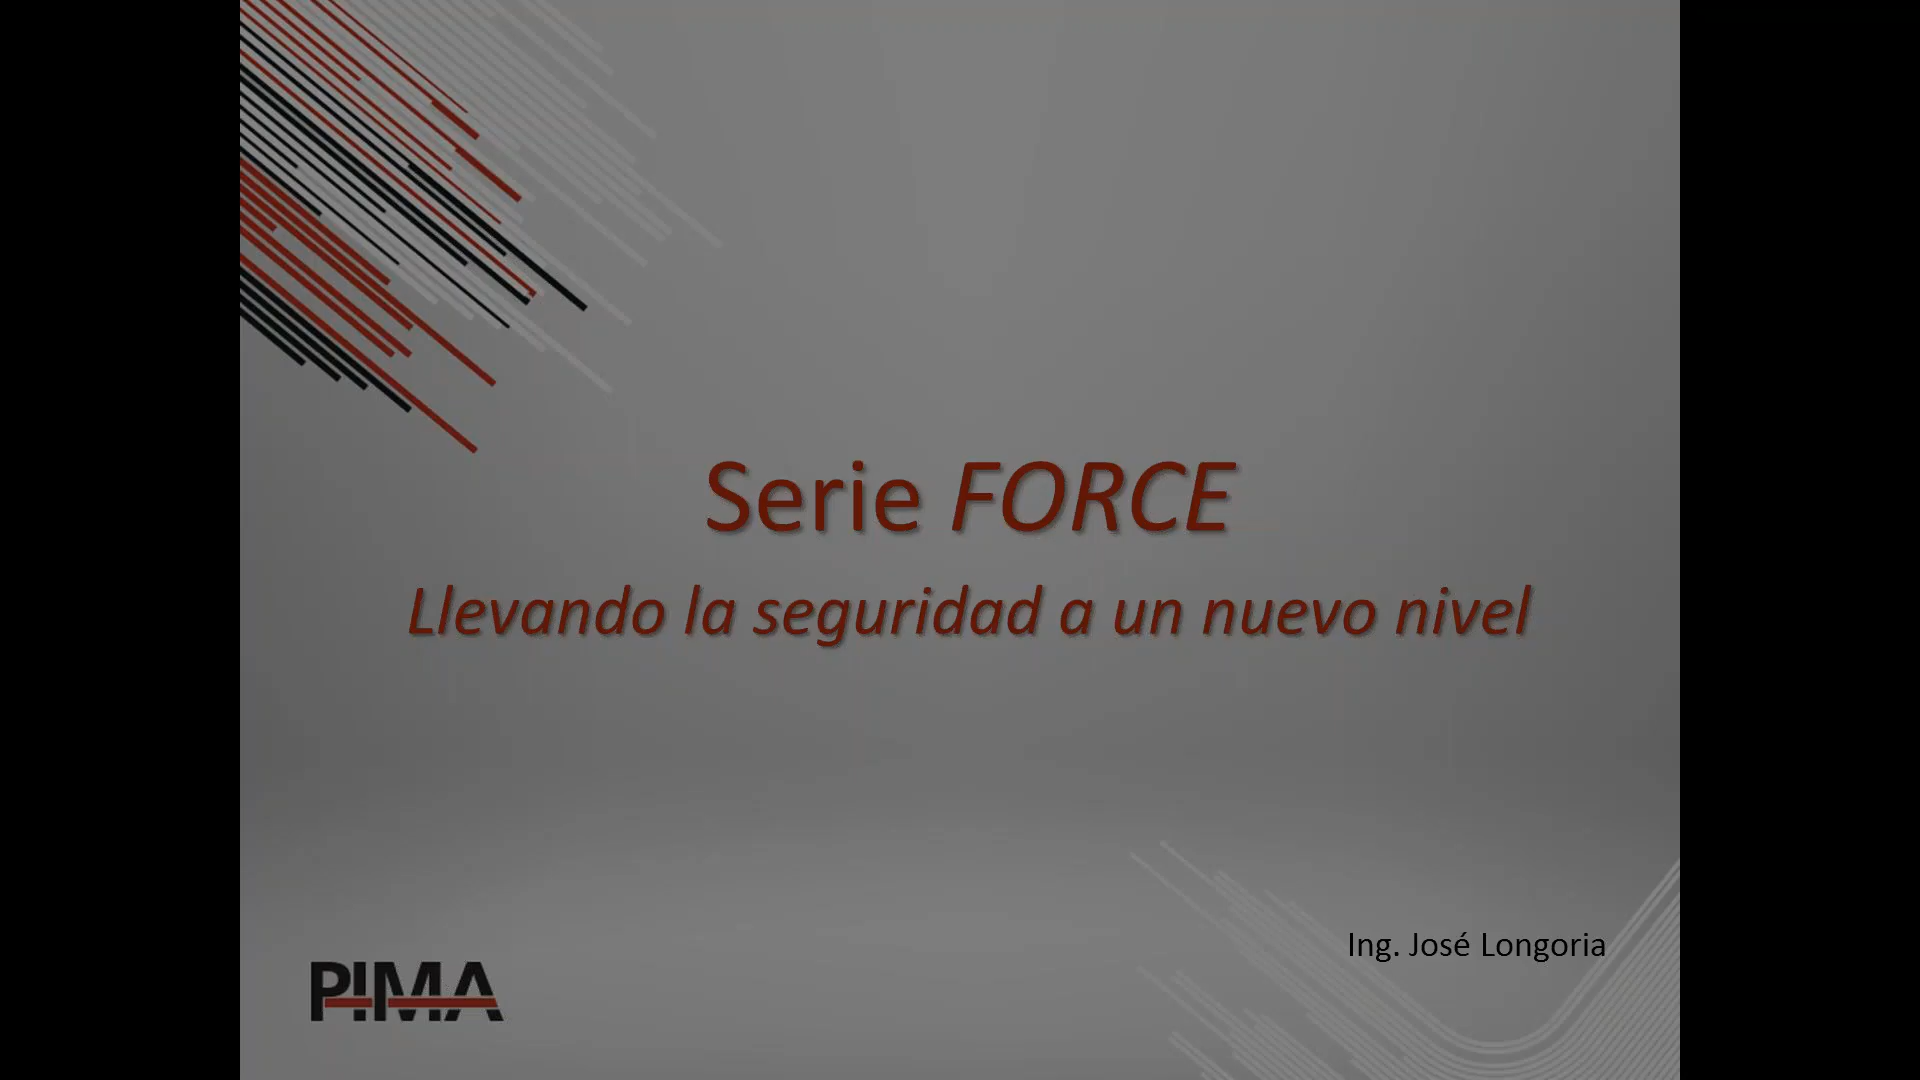 Serie FORCE
Llevando la seguridad a un nuevo nivel
Ing. José Longoria
PIMA